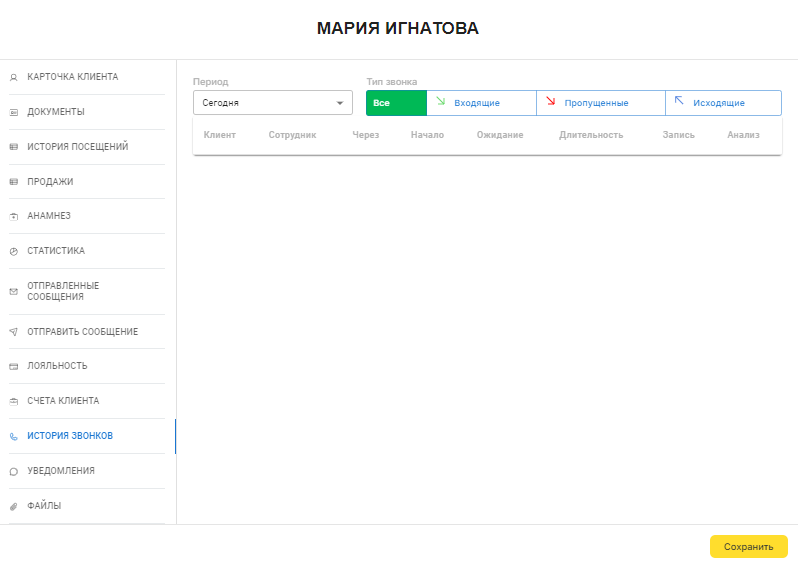 МАРИЯ ИГНАТОВА
КАРТОЧКА КЛИЕНТА
ДОКУМЕНТЫ
ИСТОРИЯ ПОСЕЩЕНИЙ
ПРОДАЖИ
АНАМНЕЗ
СТАТИСТИКА
ОТПРАВЛЕННЫЕ
СООБЩЕНИЯ
ОТПРАВИТЬ СООБЩЕНИЕ
ЛОЯЛЬНОСТЬ
СЧЕТА КЛИЕНТА
ИСТОРИЯ ЗВОНКОВ
УВЕДОМЛЕНИЯ
ФАЙЛЫ
Период Тип звонка
Сегодня Все Входящие Пропущенные Исходящие
Клиент Сотрудник Через Начало Ожидание Длительность Запись Анализ
Сохранить